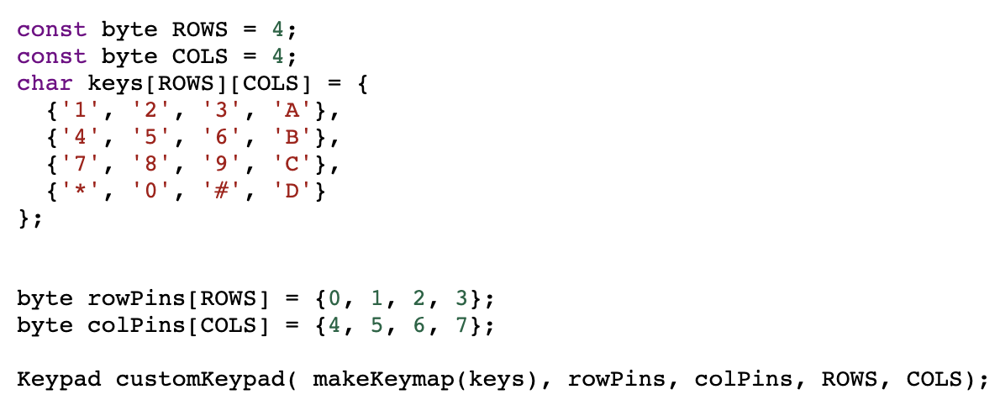 const byte ROWS = 4;
const byte COLS = 4;
char keys[ROWS][COLS] = {
  {'1', '2', '3', 'A'},
  {'4', '5', '6', 'B'},
  {'7', '8', '9', 'C'},
  {'*', '0', '#', 'D'}
};
byte rowPins[ROWS] = {0, 1, 2, 3};
byte colPins[COLS] = {4, 5, 6, 7};
Keypad customKeypad( makeKeymap(keys), rowPins, colPins, ROWS, COLS);